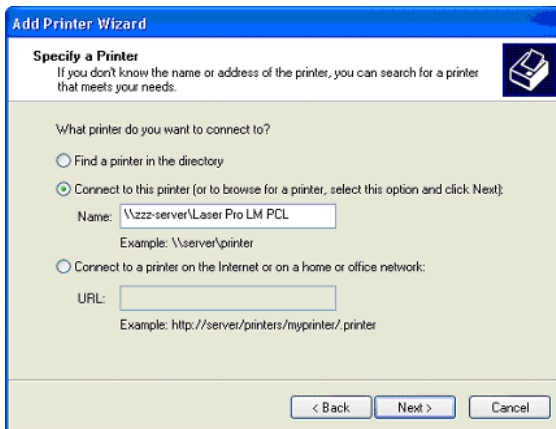 Add Printer Wizard
Specify a Printer
If you don't know the name or address of the printer, you can search for a printer
that meets your needs.
What printer do you want to connect to?
Find a printer in the directory
Connect to this printer (or to browse for a printer, select this option and click Next):
Name: \\zzz-server\Laser Pro LM PCL
Example: \\server\printer
Connect to a printer on the Internet or on a home or office network:
URL:
Example: http://server/printers/myprinter/.printer
< Back Next > Cancel